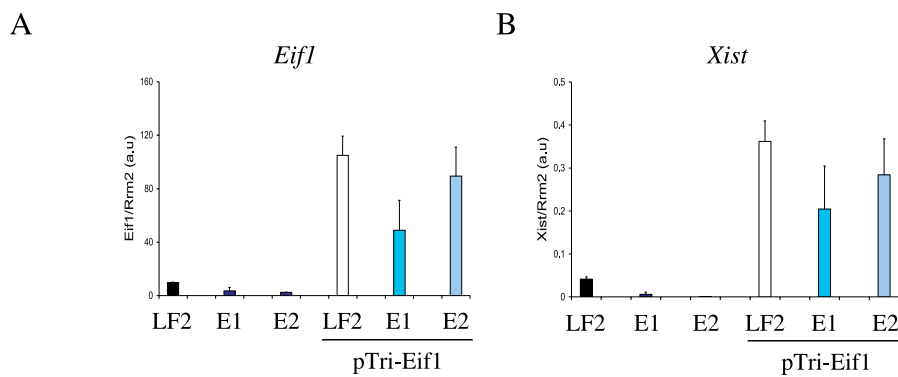 A
Eif1
Eif1/Rrm2 (a.u)
160
120
80
40
0
LF2 E1 E2 LF2 E1 E2
pTri-Eif1
B
Xist
Xist/Rrm2 (a.u)
0,5
0,4
0,3
0,2
0,1
0
LF2 E1 E2 LF2 E1 E2
pTri-Eif1